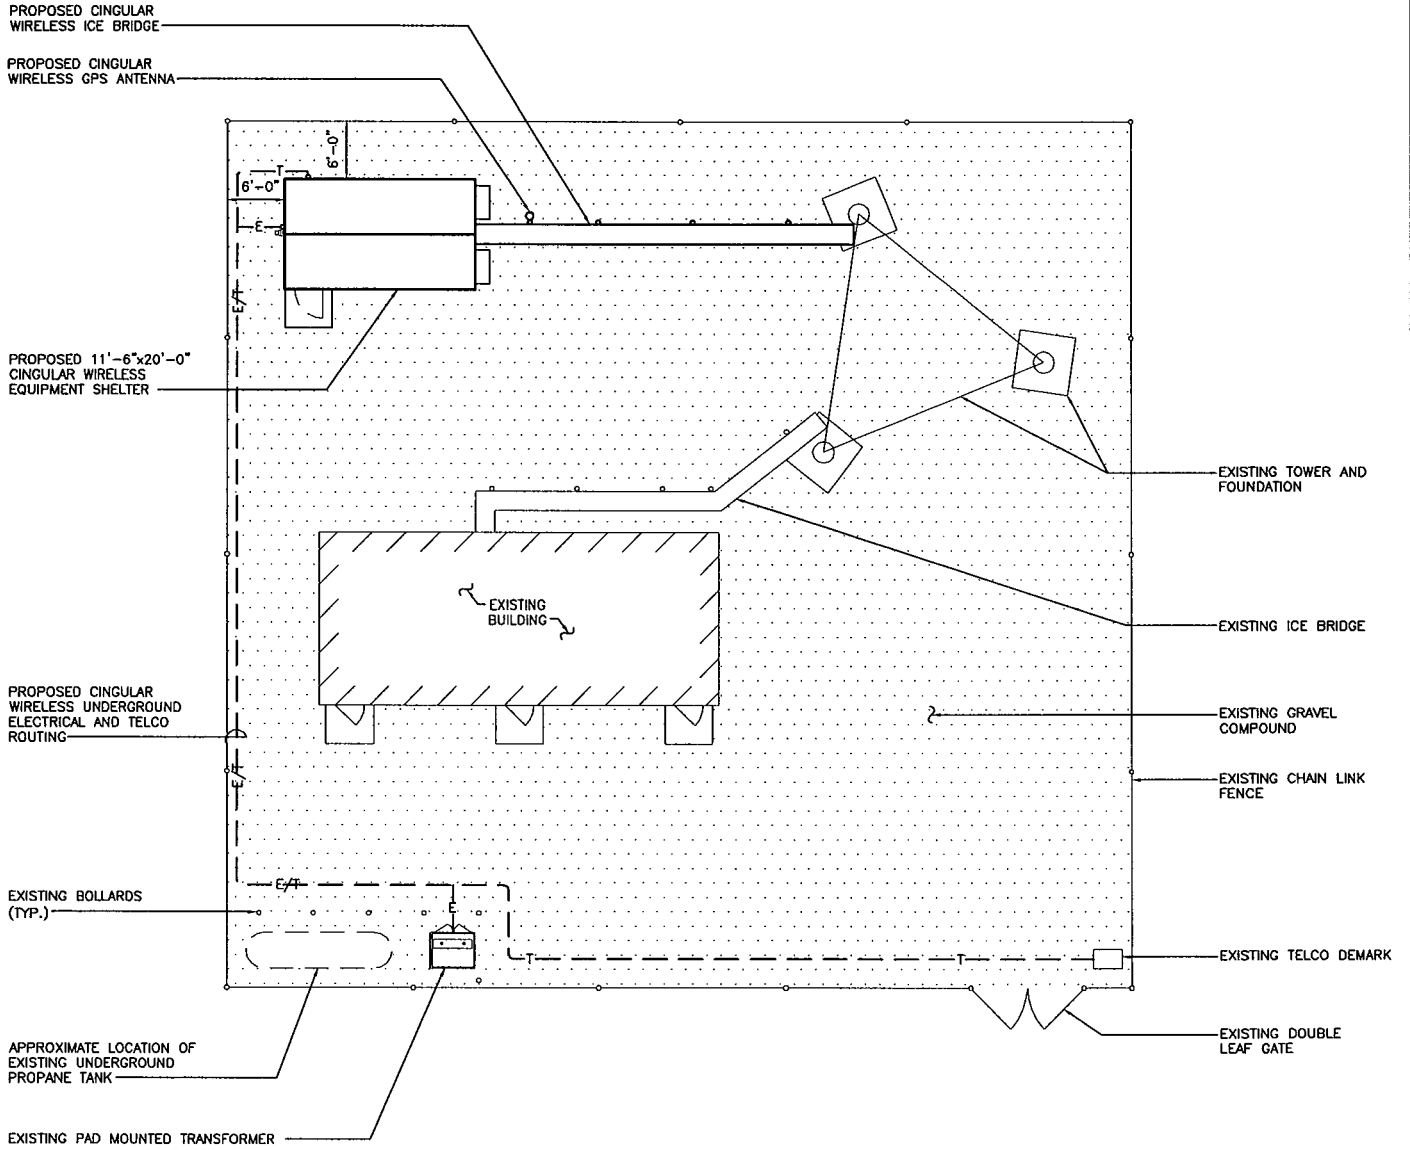 PROPOSED CINGULAR
WIRELESS ICE BRIDGE
PROPOSED CINGULAR
WIRELESS GPS ANTENNA
6'-0"
T
6'-0"
E
E/T
PROPOSED 11'-6"x20'-0"
CINGULAR WIRELESS
EQUIPMENT SHELTER
EXISTING TOWER AND
FOUNDATION
EXISTING
BUILDING
EXISTING ICE BRIDGE
PROPOSED CINGULAR
WIRELESS UNDERGROUND
ELECTRICAL AND TELCO
ROUTING
EXISTING GRAVEL
COMPOUND
E/T
EXISTING CHAIN LINK
FENCE
E/T
EXISTING BOLLARDS
(TYP.)
E
T
T
EXISTING TELCO DEMARK
EXISTING DOUBLE
LEAF GATE
APPROXIMATE LOCATION OF
EXISTING UNDERGROUND
PROPANE TANK
EXISTING PAD MOUNTED TRANSFORMER